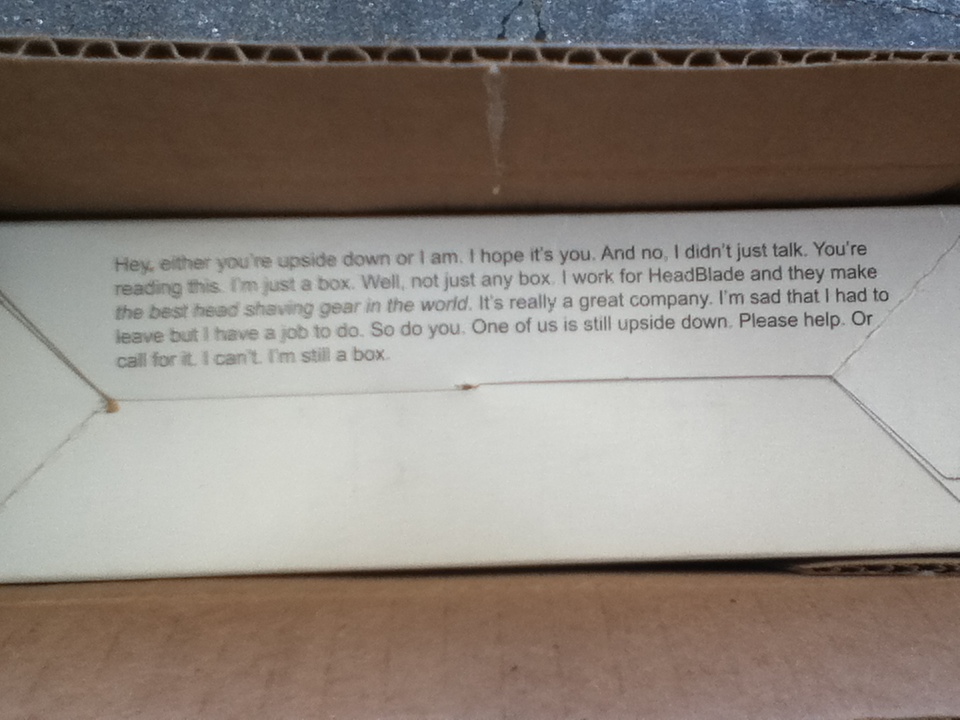 Hey, either you're upside down or I am. I hope it's you. And no, I didn't just talk. You're
reading this. I'm just a box. Well, not just any box. I work for HeadBlade and they make
the best head shaving gear in the world. It's really a great company. I'm sad that I had to
leave but I have a job to do. So do you. One of us is still upside down. Please help. Or
call for it. I can't. I'm still a box.